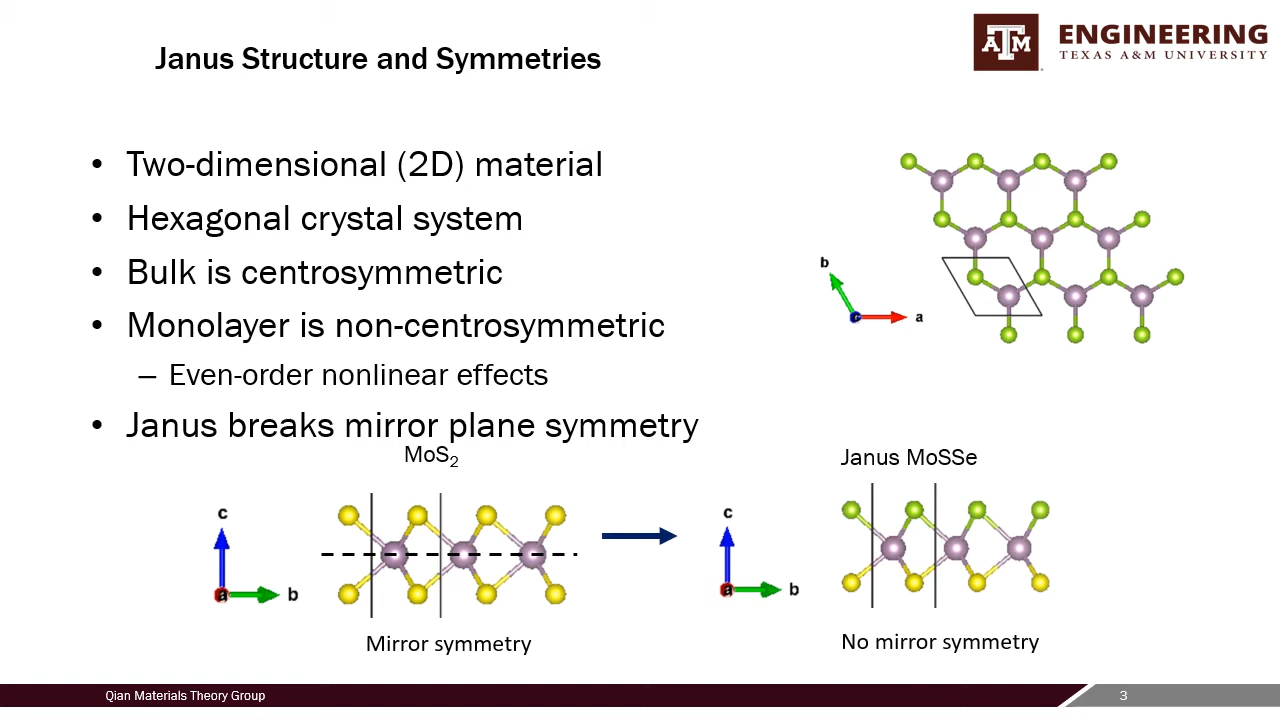 Janus Structure and Symmetries
ĀM
ENGINEERING
TEXAS A&M UNIVERSITY
• Two-dimensional (2D) material
• Hexagonal crystal system
• Bulk is centrosymmetric
• Monolayer is non-centrosymmetric
– Even-order nonlinear effects
• Janus breaks mirror plane symmetry
b
a
MoS₂
c
a
b
Mirror symmetry
Janus MoSSe
c
a
b
No mirror symmetry
Qian Materials Theory Group
3